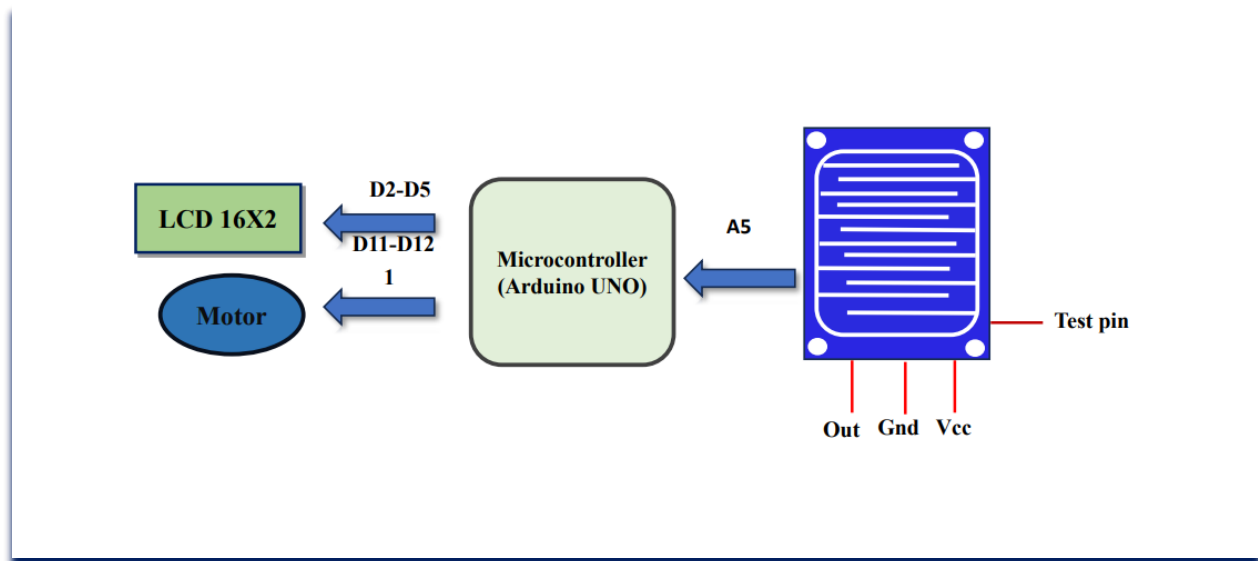 LCD 16X2
D2-D5
D11-D12
1
Motor
Microcontroller
(Arduino UNO)
A5
Test pin
Out Gnd Vcc